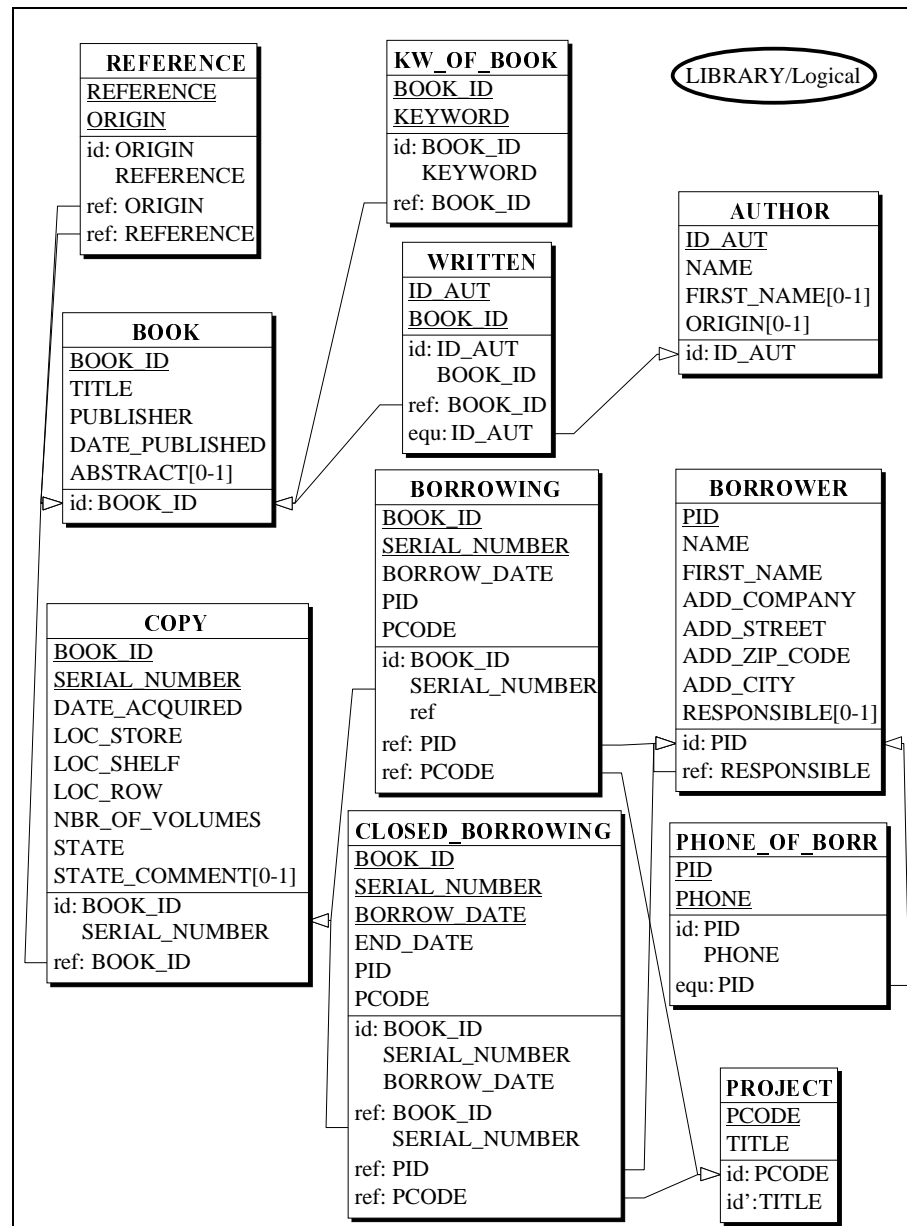 REFERENCE
REFERENCE
ORIGIN
id: ORIGIN
REFERENCE
ref: ORIGIN
ref: REFERENCE
KW_OF_BOOK
BOOK_ID
KEYWORD
id: BOOK_ID
KEYWORD
ref: BOOK_ID
LIBRARY/Logical
AUTHOR
ID_AUT
NAME
FIRST_NAME[0-1]
ORIGIN[0-1]
id: ID_AUT
WRITTEN
ID_AUT
BOOK_ID
id: ID_AUT
BOOK_ID
ref: BOOK_ID
equ: ID_AUT
BOOK
BOOK_ID
TITLE
PUBLISHER
DATE_PUBLISHED
ABSTRACT[0-1]
id: BOOK_ID
BORROWING
BOOK_ID
SERIAL_NUMBER
BORROW_DATE
PID
PCODE
id: BOOK_ID
SERIAL_NUMBER
ref
ref: PID
ref: PCODE
BORROWER
PID
NAME
FIRST_NAME
ADD_COMPANY
ADD_STREET
ADD_ZIP_CODE
ADD_CITY
RESPONSIBLE[0-1]
id: PID
ref: RESPONSIBLE
COPY
BOOK_ID
SERIAL_NUMBER
DATE_ACQUIRED
LOC_STORE
LOC_SHELF
LOC_ROW
NBR_OF_VOLUMES
STATE
STATE_COMMENT[0-1]
id: BOOK_ID
SERIAL_NUMBER
ref: BOOK_ID
CLOSED_BORROWING
BOOK_ID
SERIAL_NUMBER
BORROW_DATE
END_DATE
PID
PCODE
id: BOOK_ID
SERIAL_NUMBER
BORROW_DATE
ref: BOOK_ID
SERIAL_NUMBER
ref: PID
ref: PCODE
PHONE_OF_BORR
PID
PHONE
id: PID
PHONE
equ: PID
PROJECT
PCODE
TITLE
id: PCODE
id':TITLE